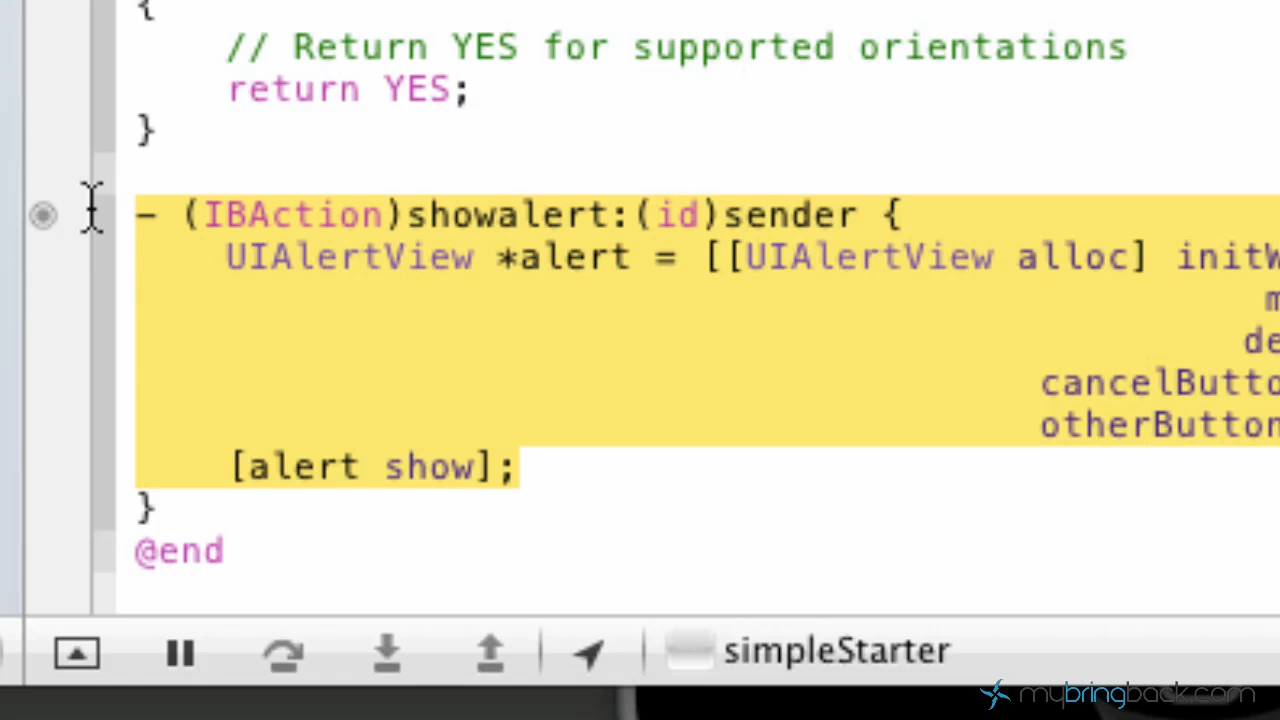 {
// Return YES for supported orientations
return YES;
}
- (IBAction)showalert:(id)sender {
UIAlertView *alert = [[UIAlertView alloc] initW
m
de
cancelButto
otherButton
[alert show];
}
@end
simpleStarter
mybringback.com